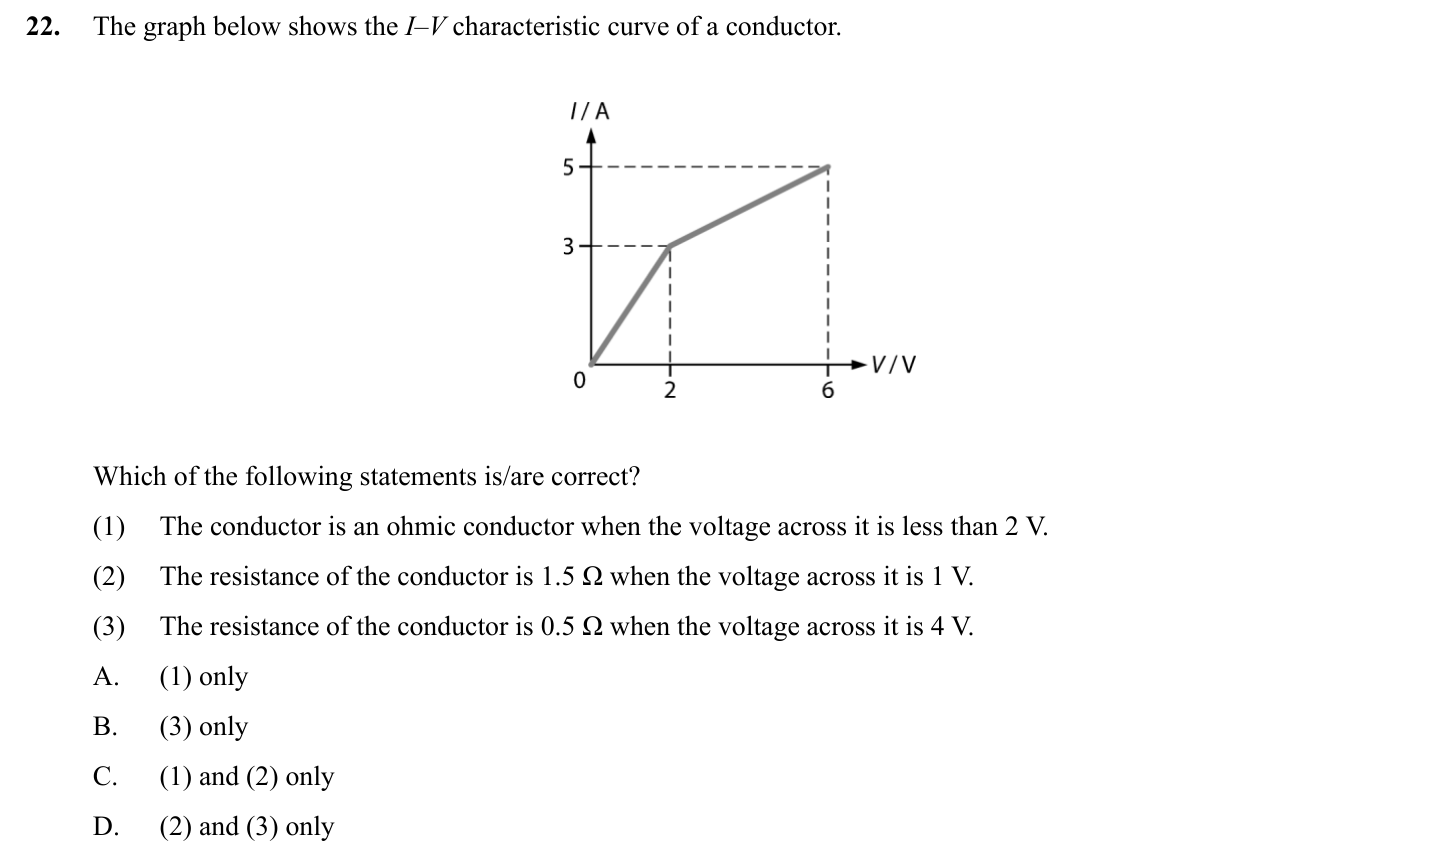 22. The graph below shows the I–V characteristic curve of a conductor.
I / A
5
3
0
2
6
V / V
Which of the following statements is/are correct?
(1) The conductor is an ohmic conductor when the voltage across it is less than 2 V.
(2) The resistance of the conductor is 1.5 Ω when the voltage across it is 1 V.
(3) The resistance of the conductor is 0.5 Ω when the voltage across it is 4 V.
A. (1) only
B. (3) only
C. (1) and (2) only
D. (2) and (3) only